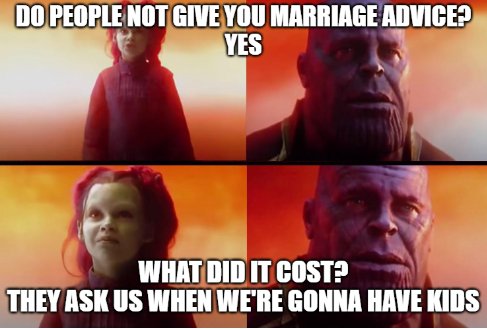 DO PEOPLE NOT GIVE YOU MARRIAGE ADVICE?
YES
WHAT DID IT COST?
THEY ASK US WHEN WE'RE GONNA HAVE KIDS